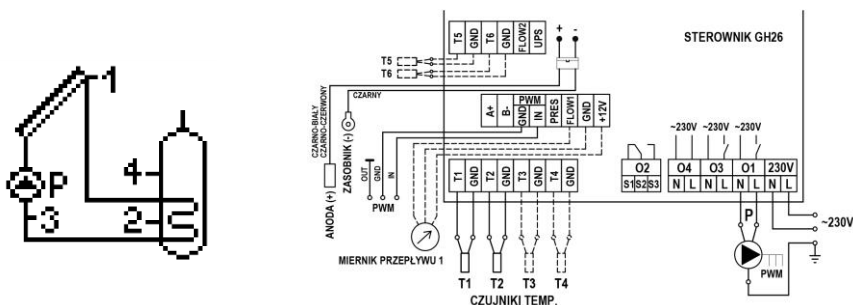 1
4
P
3
2
STEROWNIK GH26
+ -
T5 GND T6 GND FLOW2 UPS
T5
T6
CZARNO-BIAŁY
CZARNO-CZERWONY
CZARNY
ANODA (+)
ZASOBNIK (-)
A+ B- PWM GND IN PRES FLOW1 GND +12V
OUT GND IN
PWM
MIERNIK PRZEPŁYWU 1
T1 GND T2 GND T3 GND T4 GND
T1 T2 T3 T4
CZUJNIKI TEMP.
~230V ~230V ~230V
O2 O4 O3 O1 230V
S1 S2 S3 N L N L N L N L
P
~230V
PWM